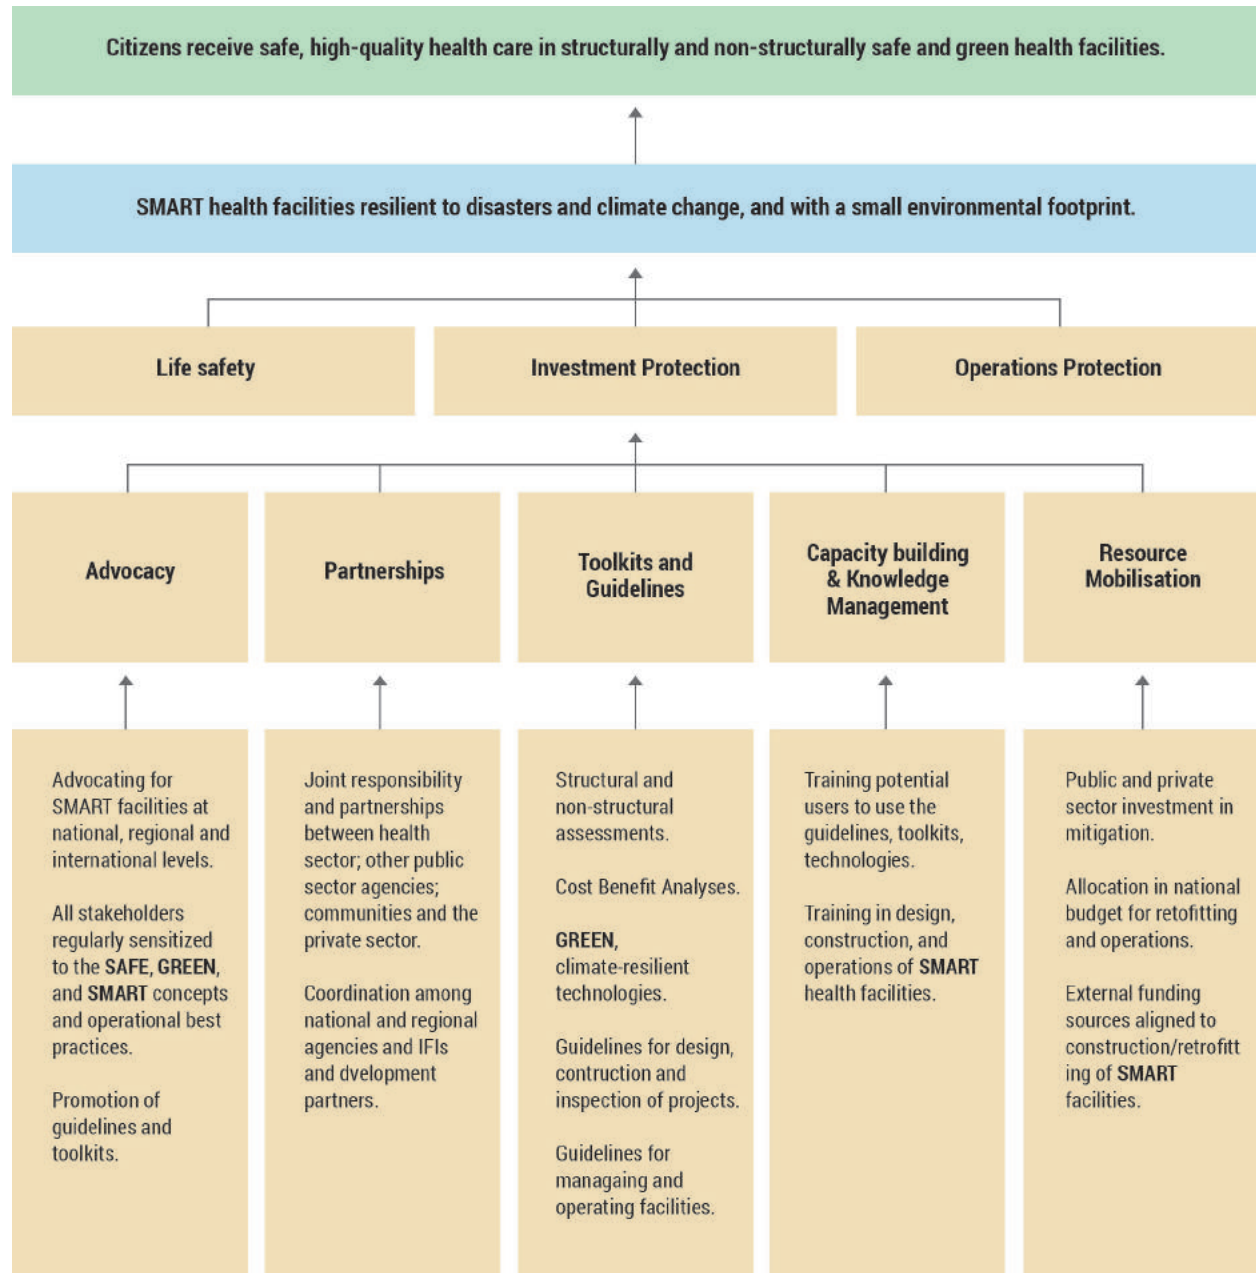 Citizens receive safe, high-quality health care in structurally and non-structurally safe and green health facilities.
SMART health facilities resilient to disasters and climate change, and with a small environmental footprint.
Life safety
Investment Protection
Operations Protection
Advocacy
Partnerships
Toolkits and
Guidelines
Capacity building
& Knowledge
Management
Resource
Mobilisation
Advocating for
SMART facilities at
national, regional and
international levels.
All stakeholders
regularly sensitized
to the SAFE, GREEN,
and SMART concepts
and operational best
practices.
Promotion of
guidelines and
toolkits.
Joint responsibility
and partnerships
between health
sector; other public
sector agencies;
communities and the
private sector.
Coordination among
national and regional
agencies and IFIs
and dvelopment
partners.
Structural and
non-structural
assessments.
Cost Benefit Analyses.
GREEN,
climate-resilient
technologies.
Guidelines for design,
contruction and
inspection of projects.
Guidelines for
managaing and
operating facilities.
Training potential
users to use the
guidelines, toolkits,
technologies.
Training in design,
construction, and
operations of SMART
health facilities.
Public and private
sector investment in
mitigation.
Allocation in national
budget for retofitting
and operations.
External funding
sources aligned to
construction/retrofitt
ing of SMART
facilities.